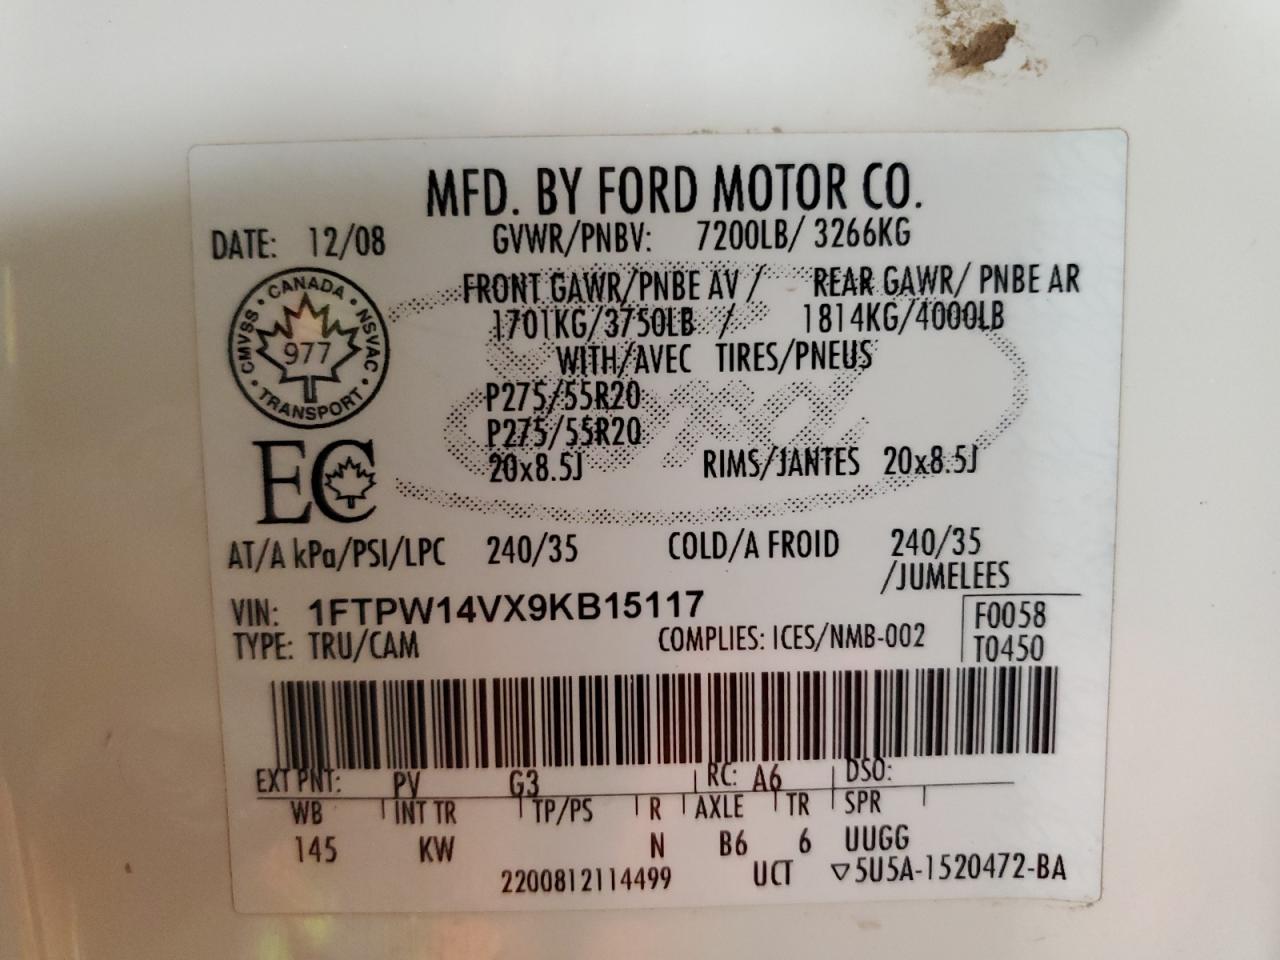 MFD. BY FORD MOTOR CO.
DATE: 12/08 GVWR/PNBV: 7200LB/ 3266KG
FRONT GAWR/PNBE AV / REAR GAWR/ PNBE AR
1701KG/3750LB / 1814KG/4000LB
WITH/AVEC TIRES/PNEUS
P275/55R20
P275/55R20
20x8.5J RIMS/JANTES 20x8.5J
CANADA
CMVSS 977 NSVAC
TRANSPORT
EC
Ford
AT/A kPa/PSI/LPC 240/35 COLD/A FROID 240/35
/JUMELEES
VIN: 1FTPW14VX9KB15117 F0058
TYPE: TRU/CAM COMPLIES: ICES/NMB-002 T0450
EXT PNT: PV G3 RC: A6 DSO:
WB INT TR TP/PS R AXLE TR SPR
145 KW N B6 6 UUGG
2200812114499 UCT ▽5U5A-1520472-BA